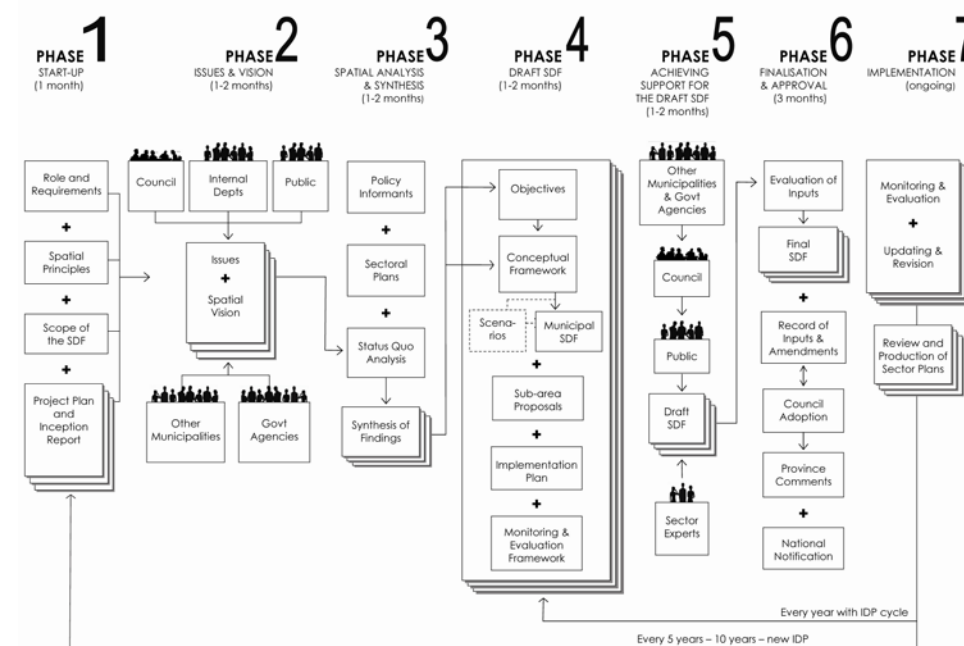 PHASE 1
START-UP
(1 month)
PHASE 2
ISSUES & VISION
(1-2 months)
PHASE 3
SPATIAL ANALYSIS
& SYNTHESIS
(1-2 months)
PHASE 4
DRAFT SDF
(1-2 months)
PHASE 5
ACHIEVING
SUPPORT FOR
THE DRAFT SDF
(1-2 months)
PHASE 6
FINALISATION
& APPROVAL
(3 months)
PHASE 7
IMPLEMENTATION
(ongoing)
Role and
Requirements
+
Spatial
Principles
+
Scope of
the SDF
+
Project Plan
and
Inception
Report
Council
Internal
Depts
Public
Issues
+
Spatial
Vision
Other
Municipalities
Govt
Agencies
Policy
Informants
+
Sectoral
Plans
+
Status Quo
Analysis
Synthesis of
Findings
Objectives
Conceptual
Framework
Scena-
rios
Municipal
SDF
+
Sub-area
Proposals
+
Implementation
Plan
+
Monitoring &
Evaluation
Framework
Other
Municipalities
& Govt
Agencies
Council
Public
Draft
SDF
Sector
Experts
Evaluation of
Inputs
Final
SDF
+
Record of
Inputs &
Amendments
Council
Adoption
Province
Comments
+
National
Notification
Monitoring &
Evaluation
+
Updating &
Revision
Review and
Production of
Sector Plans
Every year with IDP cycle
Every 5 years – 10 years – new IDP